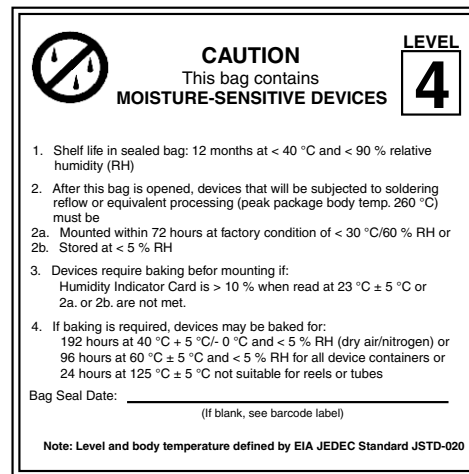 LEVEL
CAUTION
This bag contains
MOISTURE-SENSITIVE DEVICES
4
1. Shelf life in sealed bag: 12 months at < 40 °C and < 90 % relative
humidity (RH)
2. After this bag is opened, devices that will be subjected to soldering
reflow or equivalent processing (peak package body temp. 260 °C)
must be
2a. Mounted within 72 hours at factory condition of < 30 °C/60 % RH or
2b. Stored at < 5 % RH
3. Devices require baking befor mounting if:
Humidity Indicator Card is > 10 % when read at 23 °C ± 5 °C or
2a. or 2b. are not met.
4. If baking is required, devices may be baked for:
192 hours at 40 °C + 5 °C/- 0 °C and < 5 % RH (dry air/nitrogen) or
96 hours at 60 °C ± 5 °C and < 5 % RH for all device containers or
24 hours at 125 °C ± 5 °C not suitable for reels or tubes
Bag Seal Date:
(If blank, see barcode label)
Note: Level and body temperature defined by EIA JEDEC Standard JSTD-020